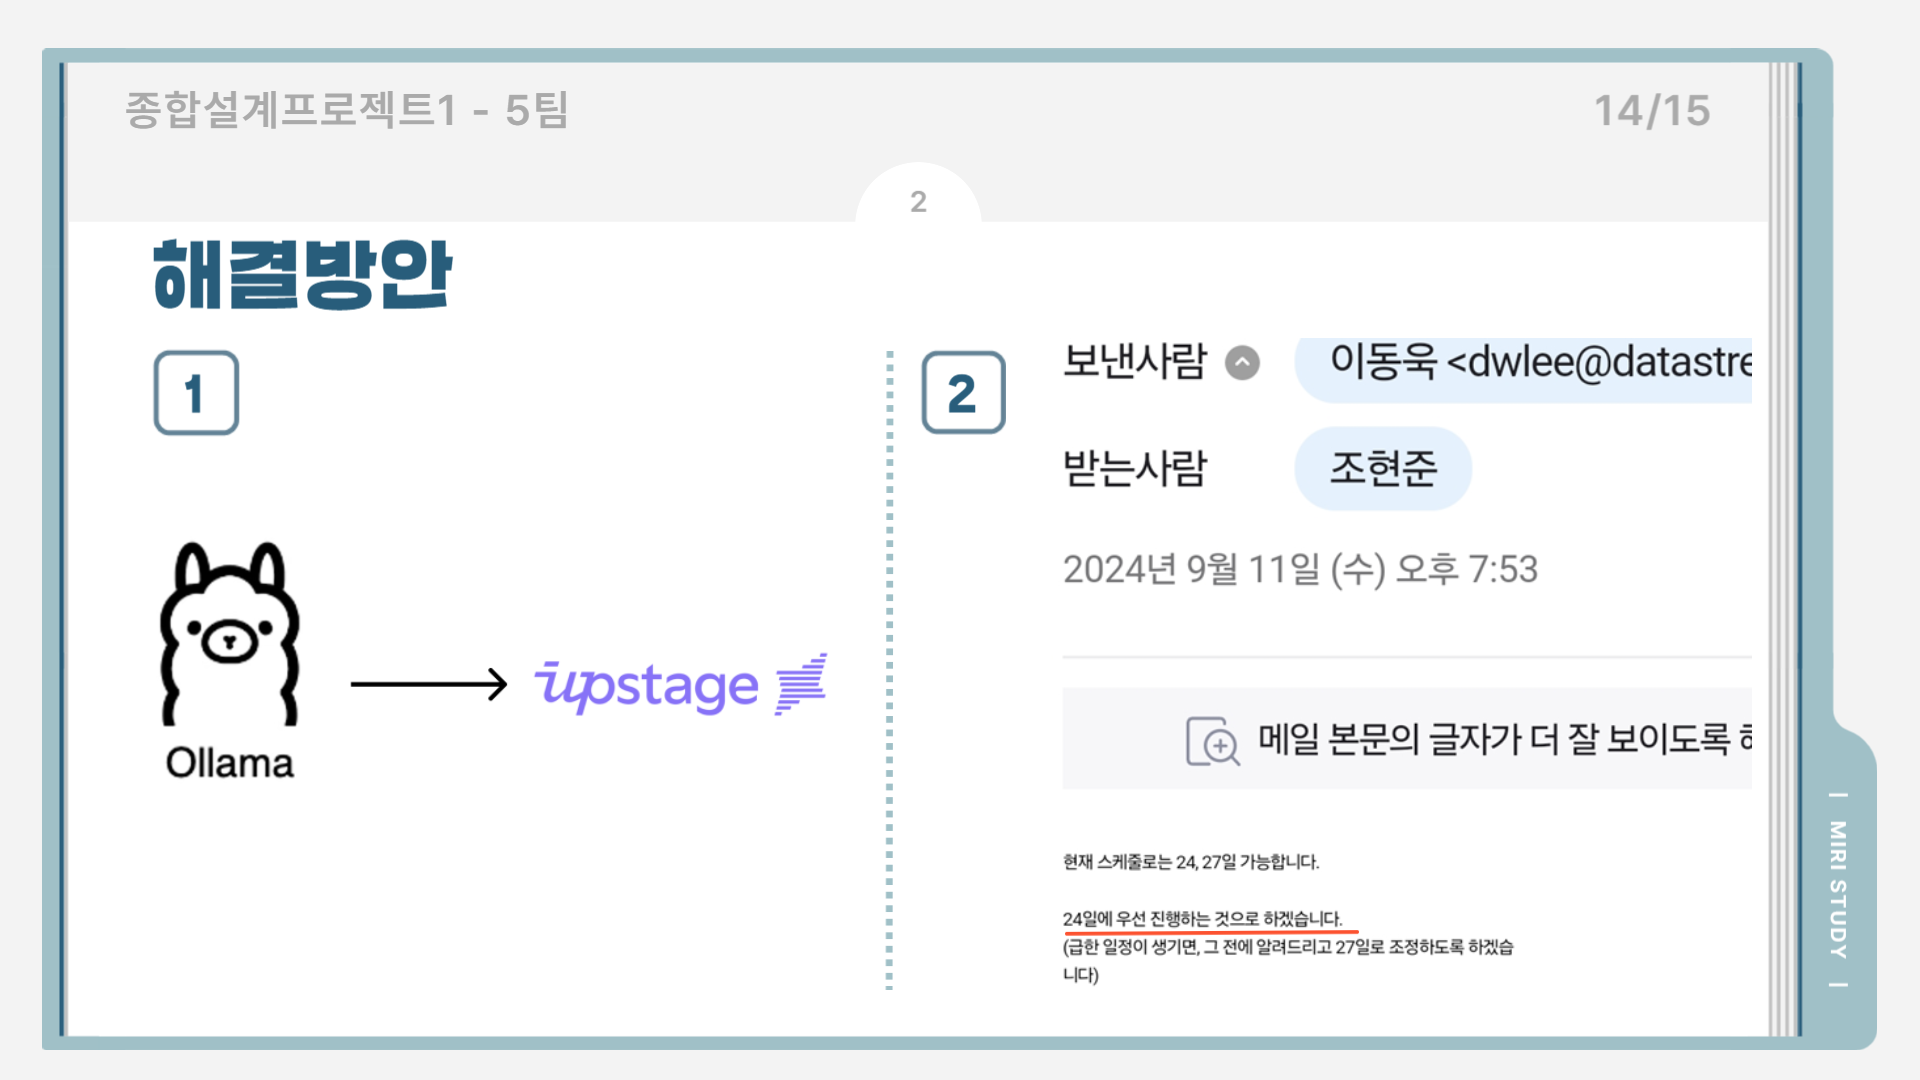 종합설계프로젝트1 - 5팀
14/15
2
해결방안
1
Ollama
upstage
2
보낸사람 이동욱 <dwlee@datastre
받는사람 조현준
2024년 9월 11일 (수) 오후 7:53
메일 본문의 글자가 더 잘 보이도록
현재 스케줄로는 24, 27일 가능합니다.
24일에 우선 진행하는 것으로 하겠습니다.
(급한 일정이 생기면, 그 전에 알려드리고 27일로 조정하도록 하겠습
니다)
| MIRI STUDY |